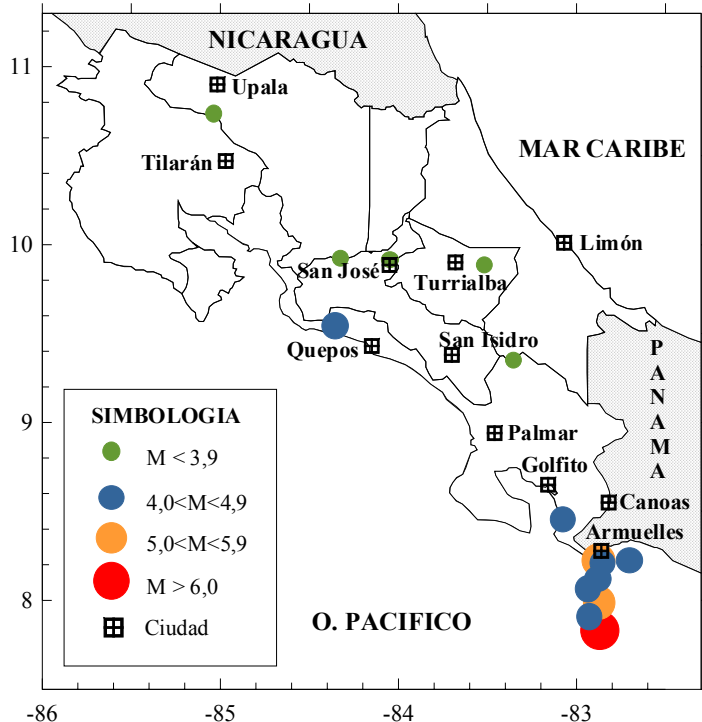 NICARAGUA
11
Upala
Tilarán
MAR CARIBE
10
Limón
San José
Turrialba
San Isidro
Quepos
PANAMA
9
SIMBOLOGIA
M < 3,9
4,0<M<4,9
5,0<M<5,9
M > 6,0
Ciudad
Palmar
Golfito
Canoas
Armuelles
8
O. PACIFICO
-86
-85
-84
-83